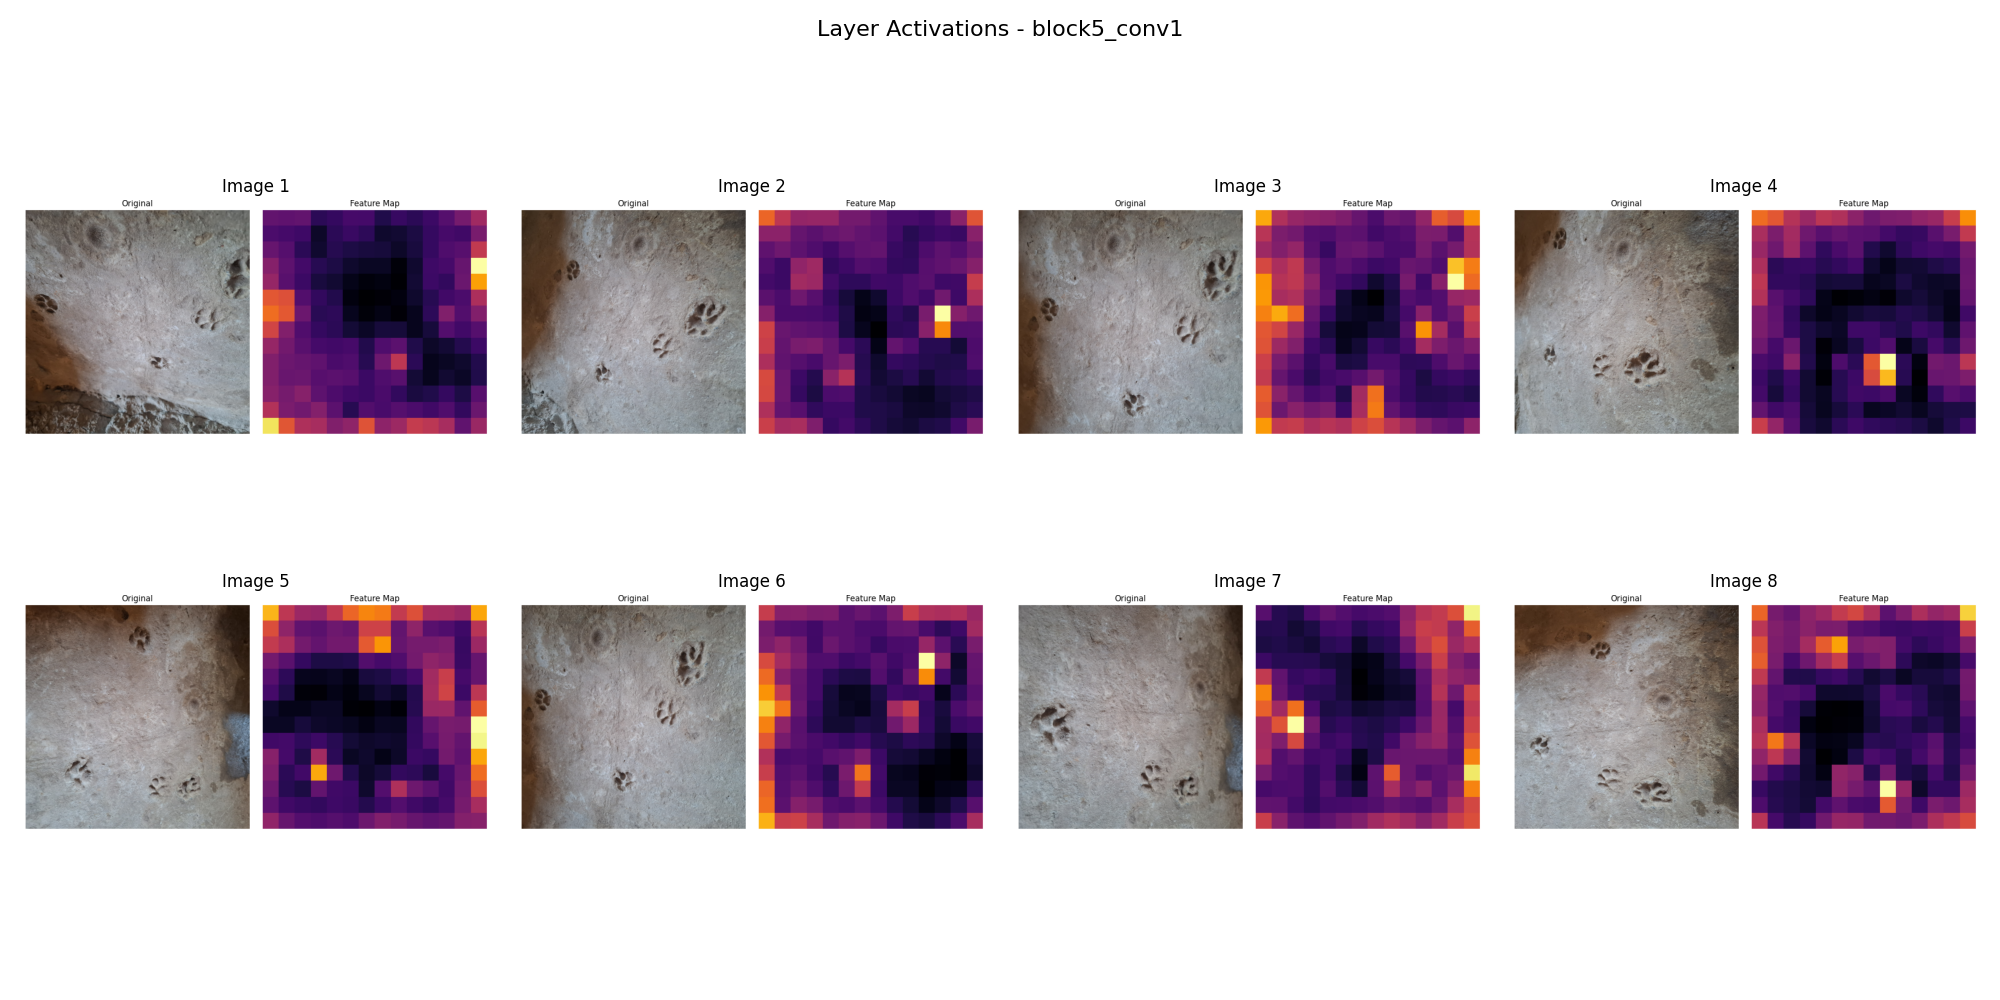 Layer Activations - block5_conv1
Image 1
Image 2
Image 3
Image 4
Original
Feature Map
Original
Feature Map
Original
Feature Map
Original
Feature Map
Image 5
Image 6
Image 7
Image 8
Original
Feature Map
Original
Feature Map
Original
Feature Map
Original
Feature Map